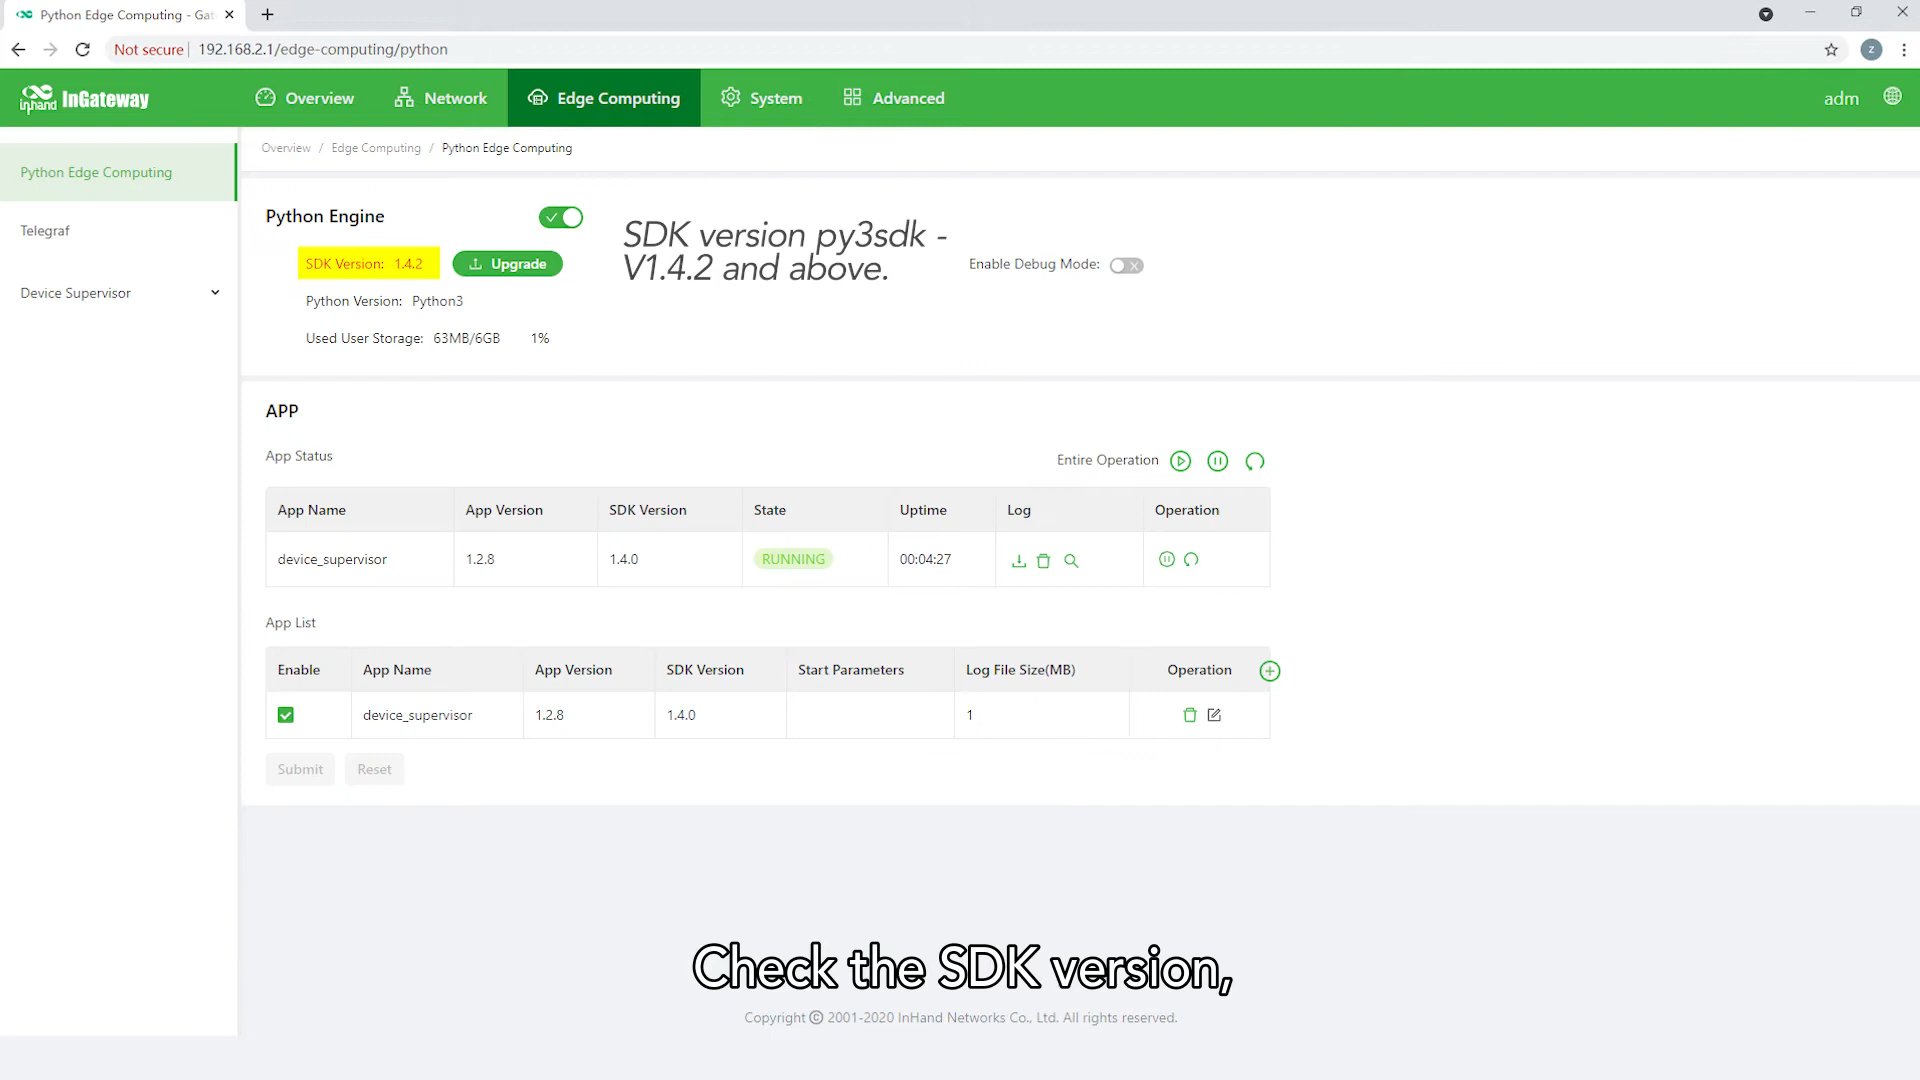 Python Edge Computing - Gat
Not secure
192.168.2.1/edge-computing/python
z
inhand InGateway
Overview
Network
Edge Computing
System
Advanced
adm
Overview / Edge Computing / Python Edge Computing
Python Edge Computing
Telegraf
Device Supervisor
Python Engine
SDK Version: 1.4.2
Upgrade
SDK version py3sdk -
V1.4.2 and above.
Enable Debug Mode:
Python Version: Python3
Used User Storage: 63MB/6GB 1%
APP
App Status
Entire Operation
App Name App Version SDK Version State Uptime Log Operation
device_supervisor 1.2.8 1.4.0 RUNNING 00:04:27
App List
Enable App Name App Version SDK Version Start Parameters Log File Size(MB) Operation
device_supervisor 1.2.8 1.4.0 1
Submit Reset
Check the SDK version,
Copyright © 2001-2020 InHand Networks Co., Ltd. All rights reserved.